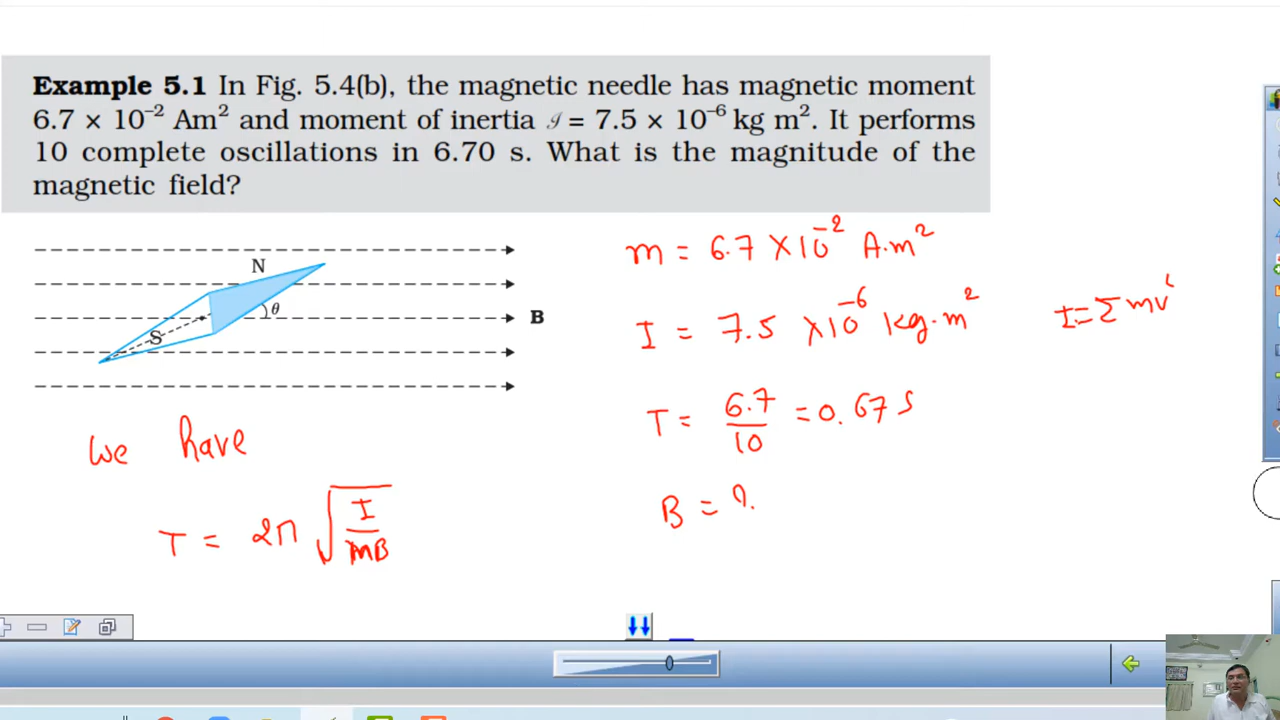 Example 5.1 In Fig. 5.4(b), the magnetic needle has magnetic moment
6.7 × 10⁻² Am² and moment of inertia ℐ = 7.5 × 10⁻⁶ kg m². It performs
10 complete oscillations in 6.70 s. What is the magnitude of the
magnetic field?
N
θ
S
B
m = 6.7 × 10⁻² A.m²
I = 7.5 × 10⁻⁶ kg.m²
I = Σ mr²
T = 6.7/10 = 0.67 s
B = ?
We have
T = 2π √(I/mB)